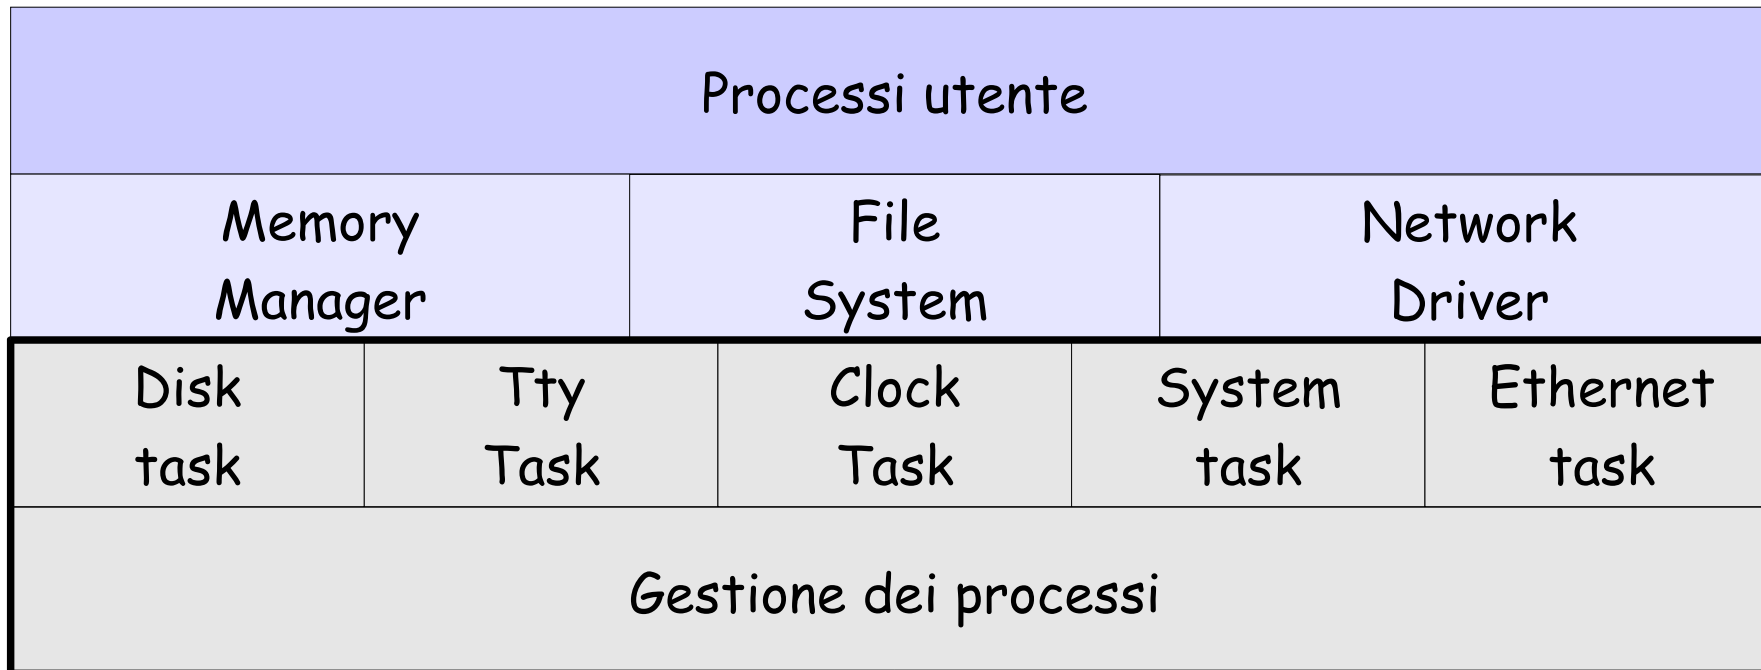 Processi utente
Memory
Manager
File
System
Network
Driver
Disk
task
Tty
Task
Clock
Task
System
task
Ethernet
task
Gestione dei processi